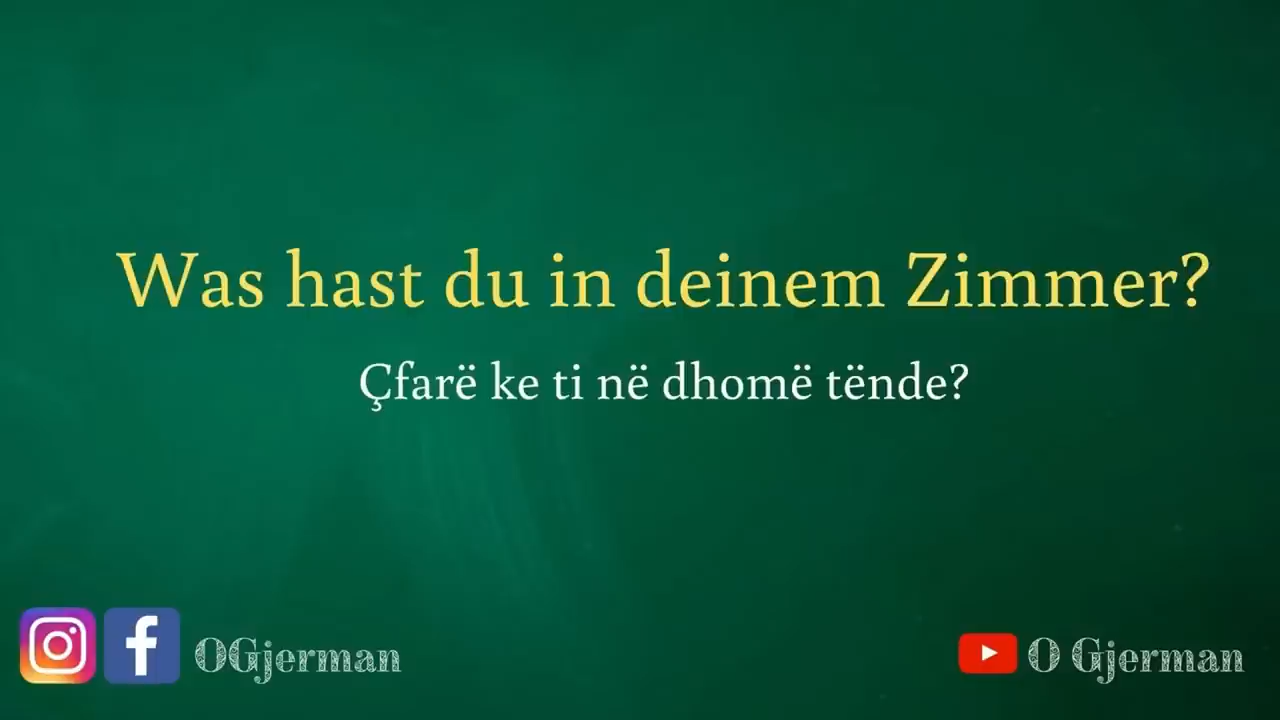 Was hast du in deinem Zimmer?
Çfarë ke ti në dhomë tënde?
OGjerman
O Gjerman